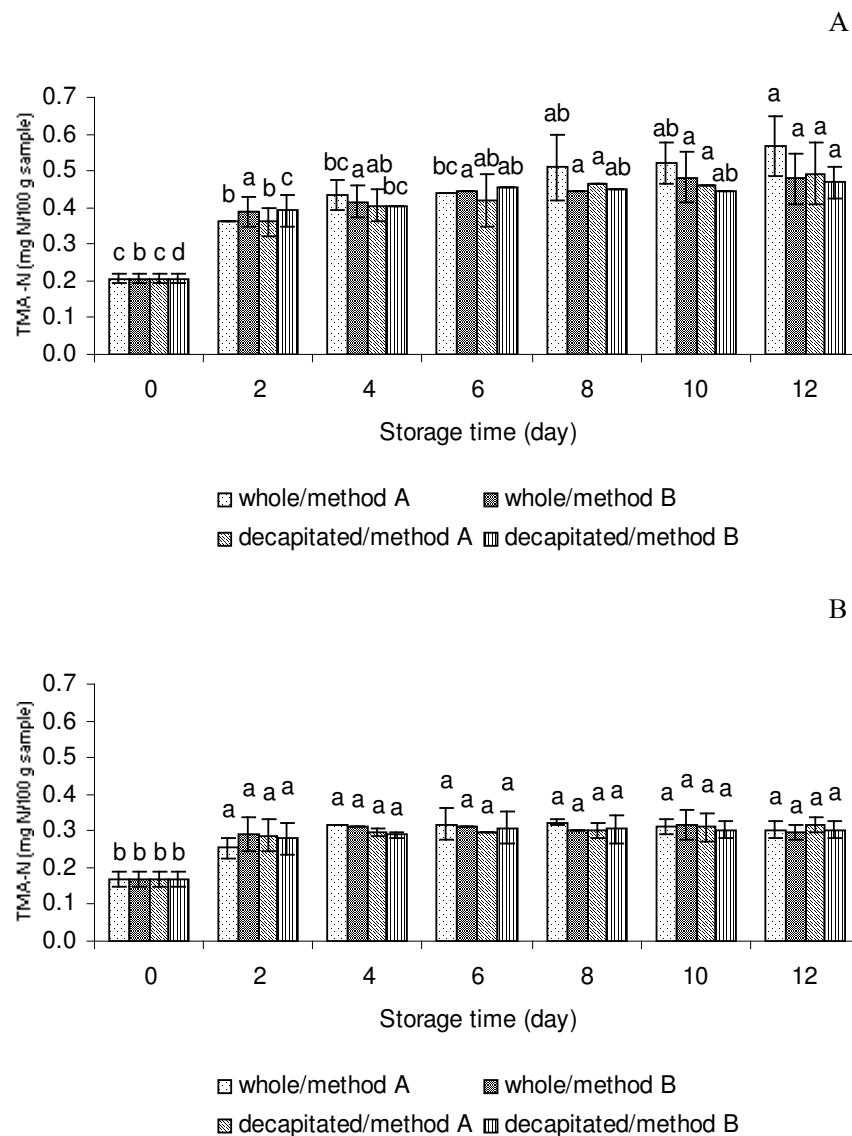 A
TMA -N (mg N/100 g sample)
0.7
0.6
0.5
0.4
0.3
0.2
0.1
0.0
c b c d
b a b c
bc a ab bc
bc a ab ab
ab a a ab
ab a a ab
a a a a
0 2 4 6 8 10 12
Storage time (day)
whole/method A whole/method B
decapitated/method A decapitated/method B
B
TMA-N (mg N/100 g sample)
0.7
0.6
0.5
0.4
0.3
0.2
0.1
0.0
b b b b
a a a a
a a a a
a a a a
a a a a
a a a a
a a a a
0 2 4 6 8 10 12
Storage time (day)
whole/method A whole/method B
decapitated/method A decapitated/method B